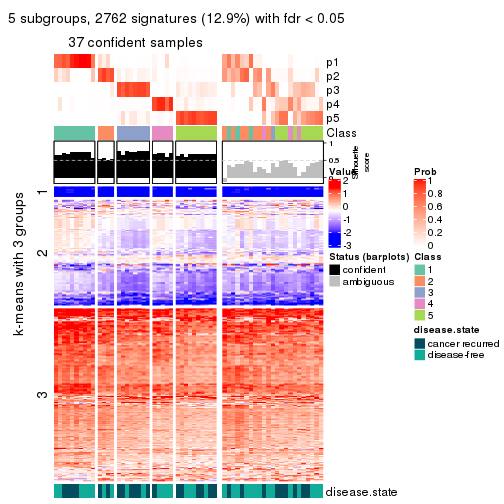 5 subgroups, 2762 signatures (12.9%) with fdr < 0.05
37 confident samples
p1
p2
p3
p4
p5
Class
1
0.5
0
Silhouette
score
k-means with 3 groups
1
2
3
Value
2
1
0
-1
-2
-3
Prob
1
0.8
0.6
0.4
0.2
0
Status (barplots)
confident
ambiguous
Class
1
2
3
4
5
disease.state
cancer recurred
disease-free
disease.state